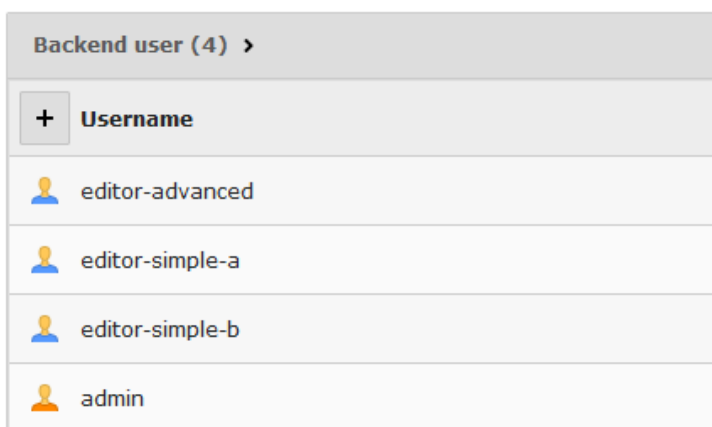 Backend user (4)
Username
editor-advanced
editor-simple-a
editor-simple-b
admin